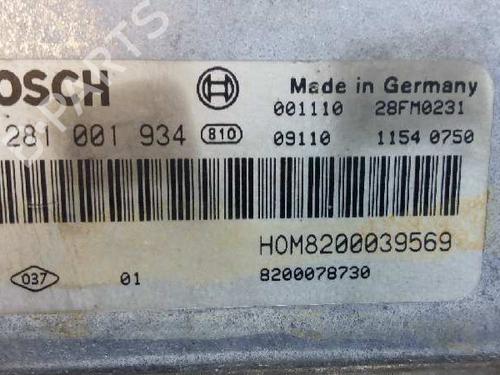 OSCH Made in Germany
001110 28FM0231
281 001 934 810 09110 1154 0750
HOM8200039569
037 01 8200078730